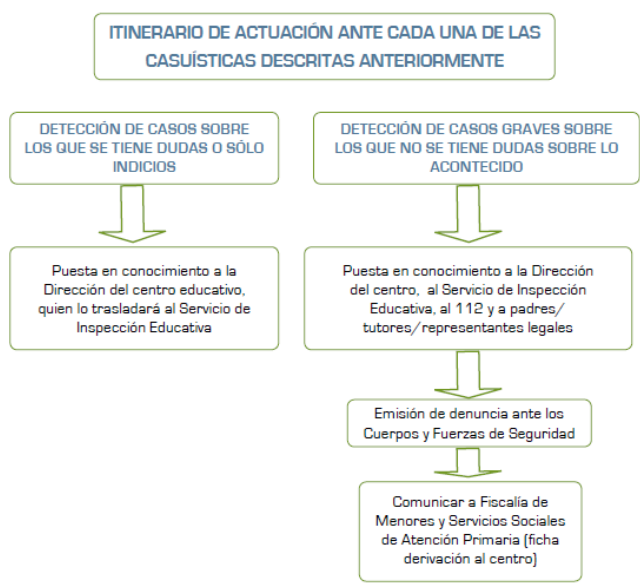 ITINERARIO DE ACTUACIÓN ANTE CADA UNA DE LAS
CASUÍSTICAS DESCRITAS ANTERIORMENTE
DETECCIÓN DE CASOS SOBRE
LOS QUE SE TIENE DUDAS O SÓLO
INDICIOS
Puesta en conocimiento a la
Dirección del centro educativo,
quien lo trasladará al Servicio de
Inspección Educativa
DETECCIÓN DE CASOS GRAVES SOBRE
LOS QUE NO SE TIENE DUDAS SOBRE LO
ACONTECIDO
Puesta en conocimiento a la Dirección
del centro, al Servicio de Inspección
Educativa, al 112 y a padres/
tutores/representantes legales
Emisión de denuncia ante los
Cuerpos y Fuerzas de Seguridad
Comunicar a Fiscalía de
Menores y Servicios Sociales
de Atención Primaria (ficha
derivación al centro)